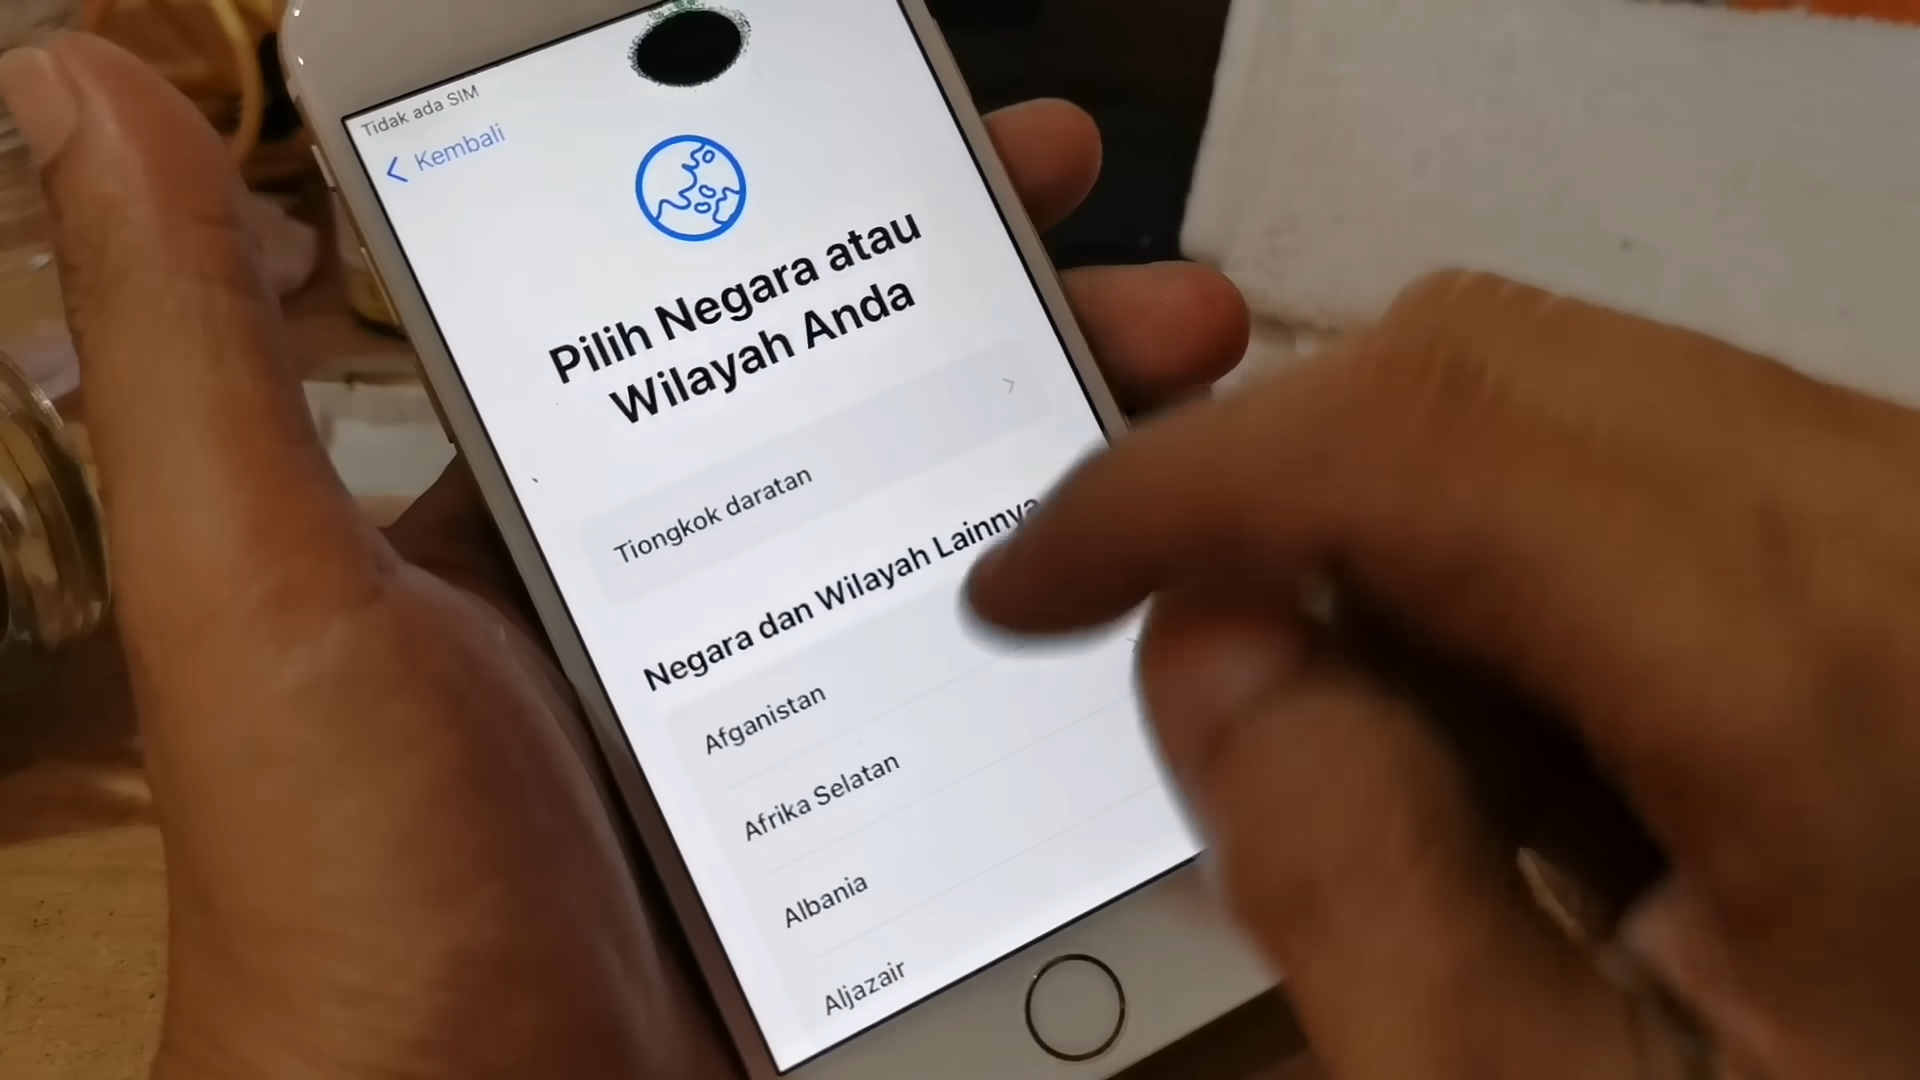 Tidak ada SIM
Kembali
Pilih Negara atau
Wilayah Anda
Tiongkok daratan
Negara dan Wilayah Lainnya
Afganistan
Afrika Selatan
Albania
Aljazair